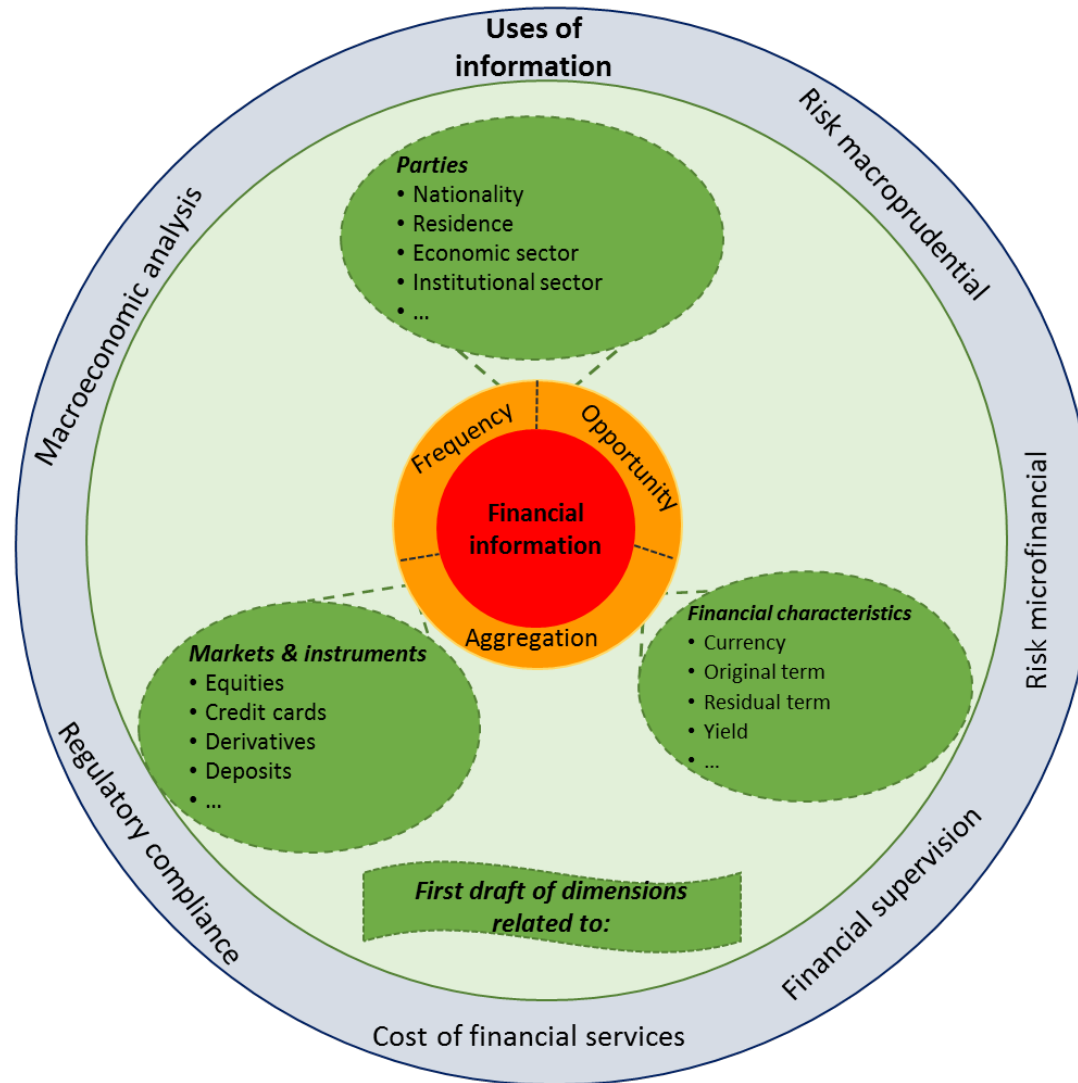 Uses of
information
Risk macroprudential
Macroeconomic analysis
Parties
• Nationality
• Residence
• Economic sector
• Institutional sector
• ...
Frequency
Opportunity
Financial
information
Aggregation
Risk microfinancial
Markets & instruments
• Equities
• Credit cards
• Derivatives
• Deposits
• ...
Financial characteristics
• Currency
• Original term
• Residual term
• Yield
• ...
Regulatory compliance
Financial supervision
First draft of dimensions
related to:
Cost of financial services